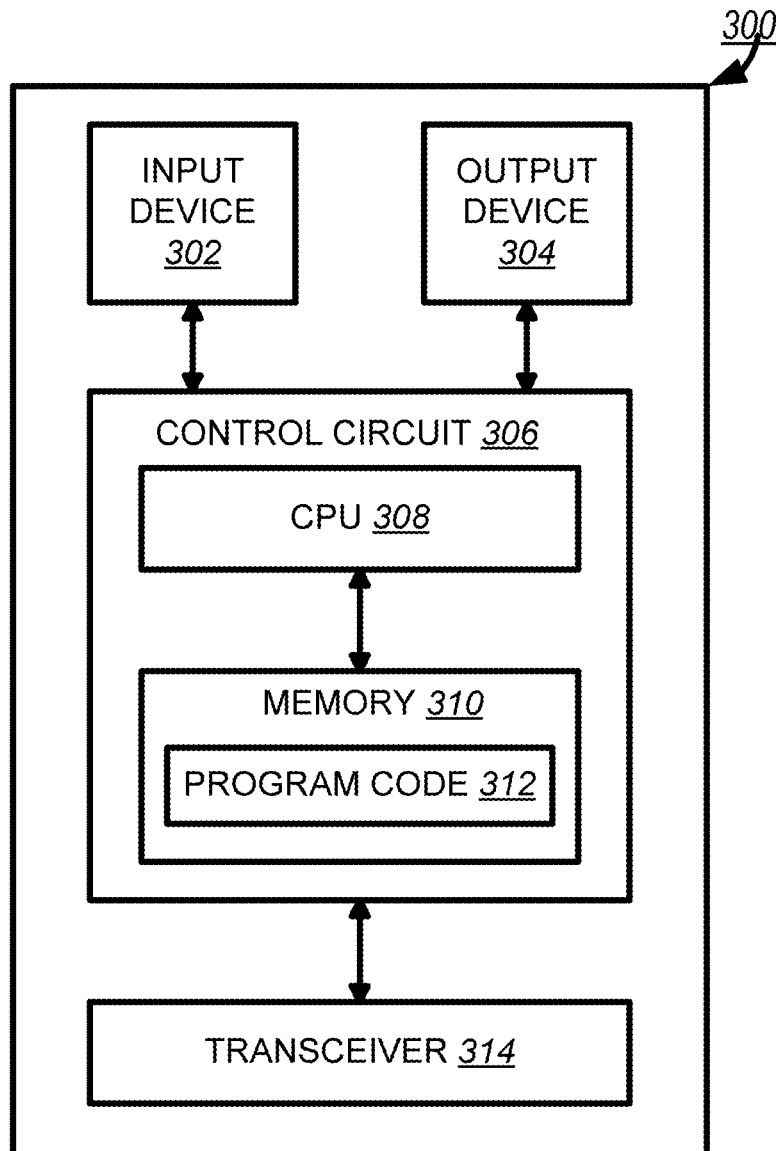 300
INPUT
DEVICE
302
OUTPUT
DEVICE
304
CONTROL CIRCUIT 306
CPU 308
MEMORY 310
PROGRAM CODE 312
TRANSCEIVER 314